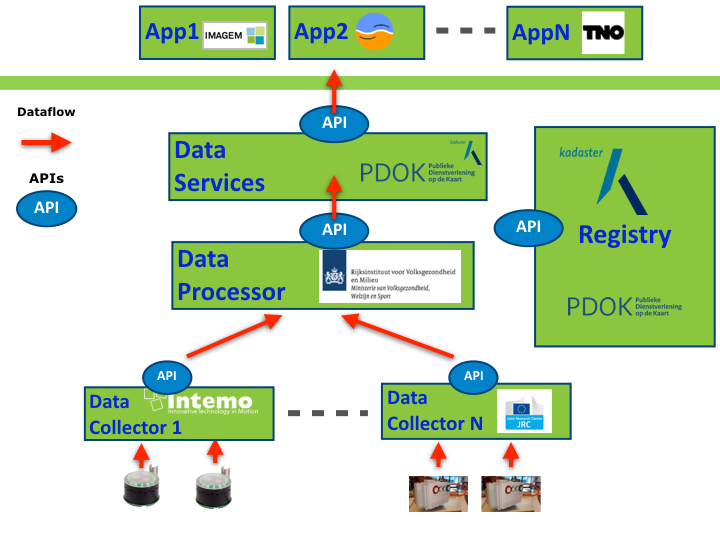 App1
IMAGEM
App2
AppN
TNO
Dataflow
APIs
API
API
Data
Services
kadaster
PDOK
Publieke
Dienstverlening
op de Kaart
API
Data
Processor
Rijksinstituut voor Volksgezondheid
en Milieu
Ministerie van Volksgezondheid,
Welzijn en Sport
kadaster
API
Registry
PDOK
Publieke
Dienstverlening
op de Kaart
API
Data
Collector 1
Intemo
Innovative Technology in Motion
API
Data
Collector N
Joint Research Centre
JRC